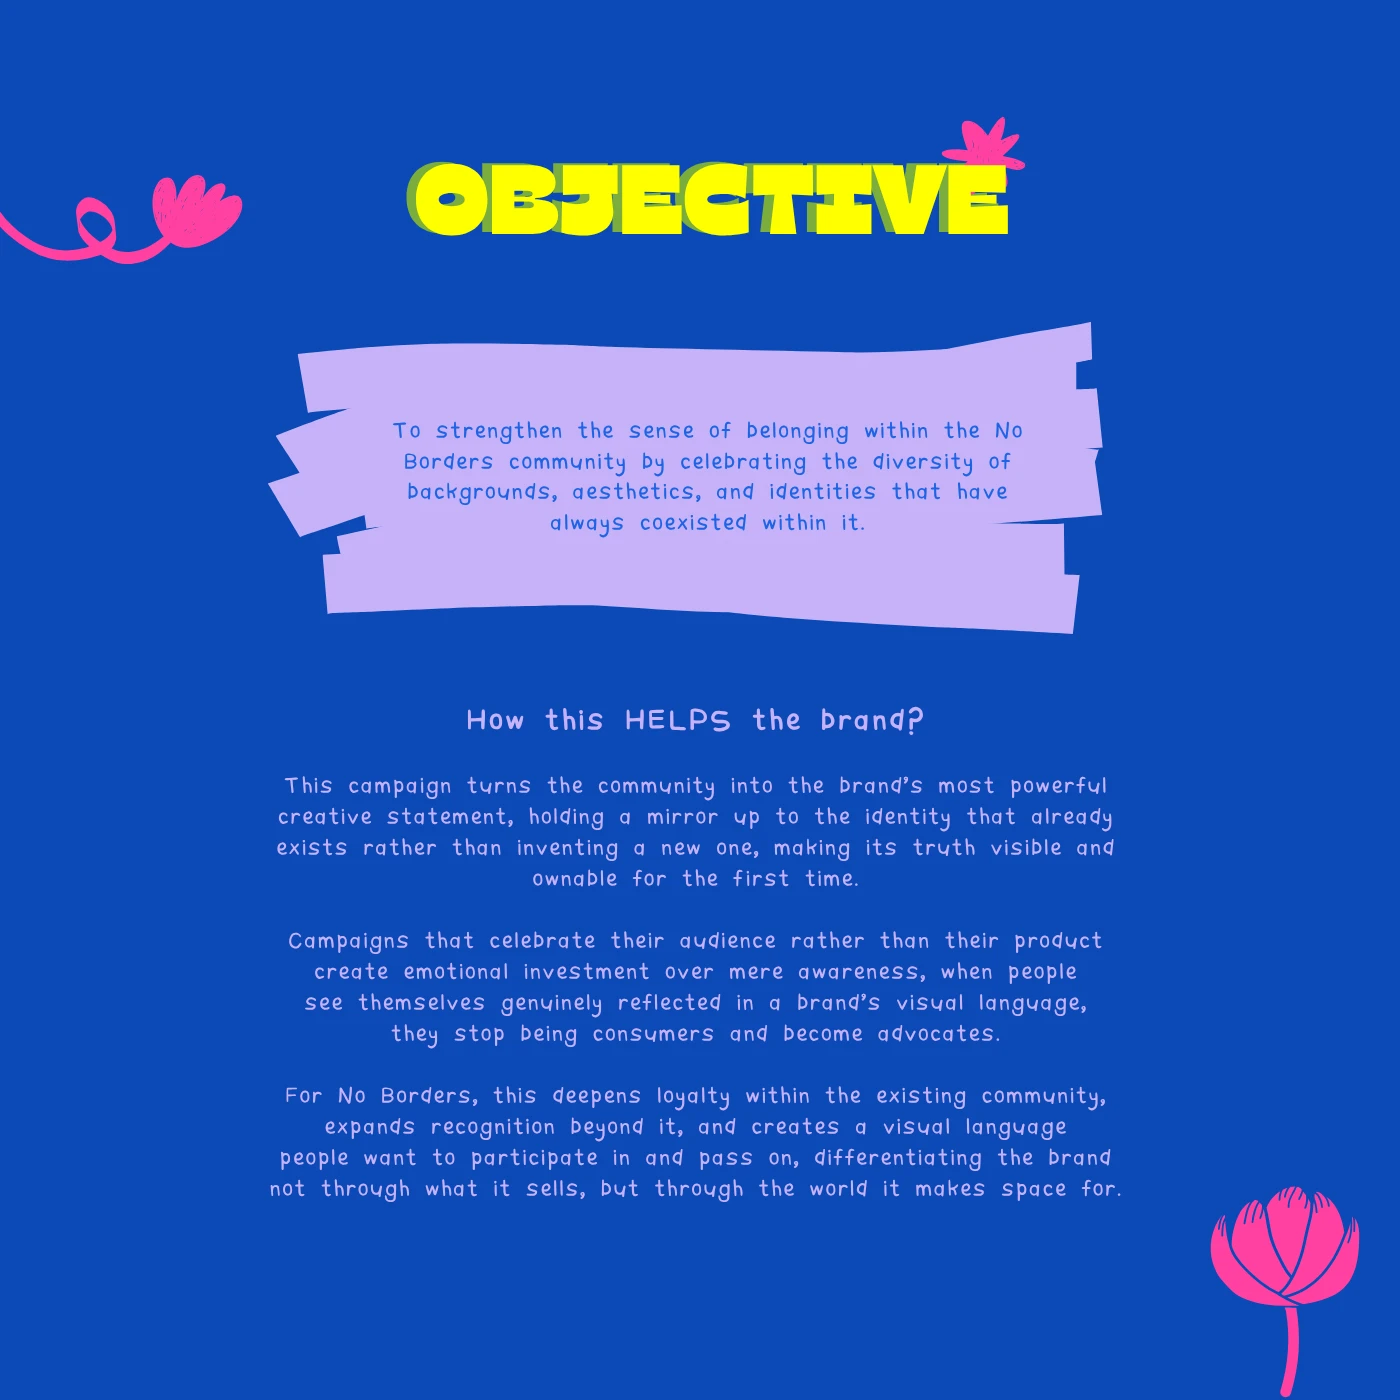 OBJECTIVE
To strengthen the sense of belonging within the No
Borders community by celebrating the diversity of
backgrounds, aesthetics, and identities that have
always coexisted within it.
How this HELPS the brand?
This campaign turns the community into the brand’s most powerful
creative statement, holding a mirror up to the identity that already
exists rather than inventing a new one, making its truth visible and
ownable for the first time.
Campaigns that celebrate their audience rather than their product
create emotional investment over mere awareness, when people
see themselves genuinely reflected in a brand’s visual language,
they stop being consumers and become advocates.
For No Borders, this deepens loyalty within the existing community,
expands recognition beyond it, and creates a visual language
people want to participate in and pass on, differentiating the brand
not through what it sells, but through the world it makes space for.